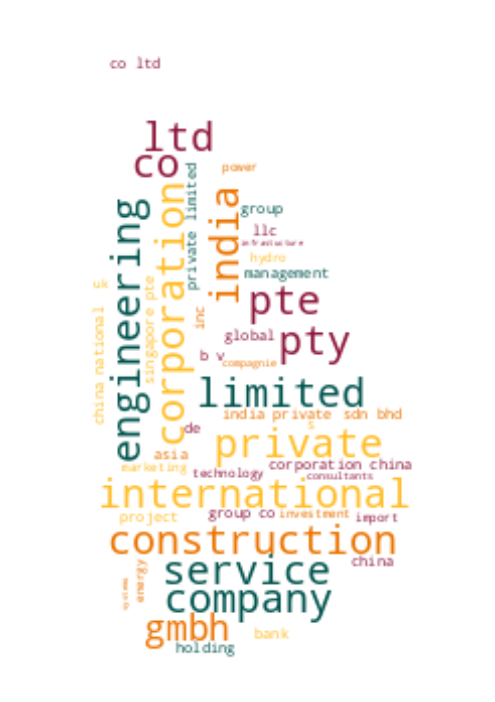 co ltd
ltd
co
power
private limited
corporation
india
engineering
group
llc
infrastructure
hydro
management
uk
singapore pte
china national
pte
inc
global
pty
b v
compagnie
limited
india private
sdn bhd
de
s
private
asia
marketing
corporation china
technology
consultants
international
project
group co
investment
import
construction
china
service
energy
systems
company
gmbh
bank
holding